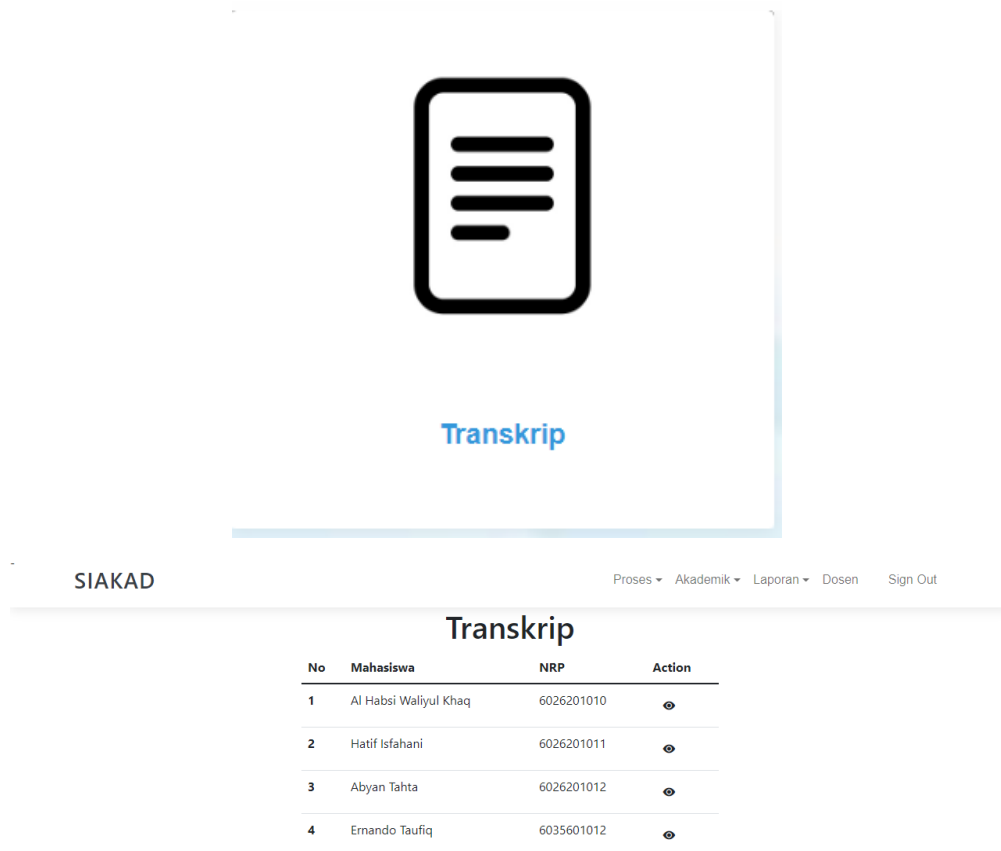 Transkrip
SIAKAD Proses Akademik Laporan Dosen Sign Out
Transkrip
No Mahasiswa NRP Action
1 Al Habsi Waliyul Khaq 6026201010
2 Hatif Isfahani 6026201011
3 Abyan Tahta 6026201012
4 Ernando Taufiq 6035601012